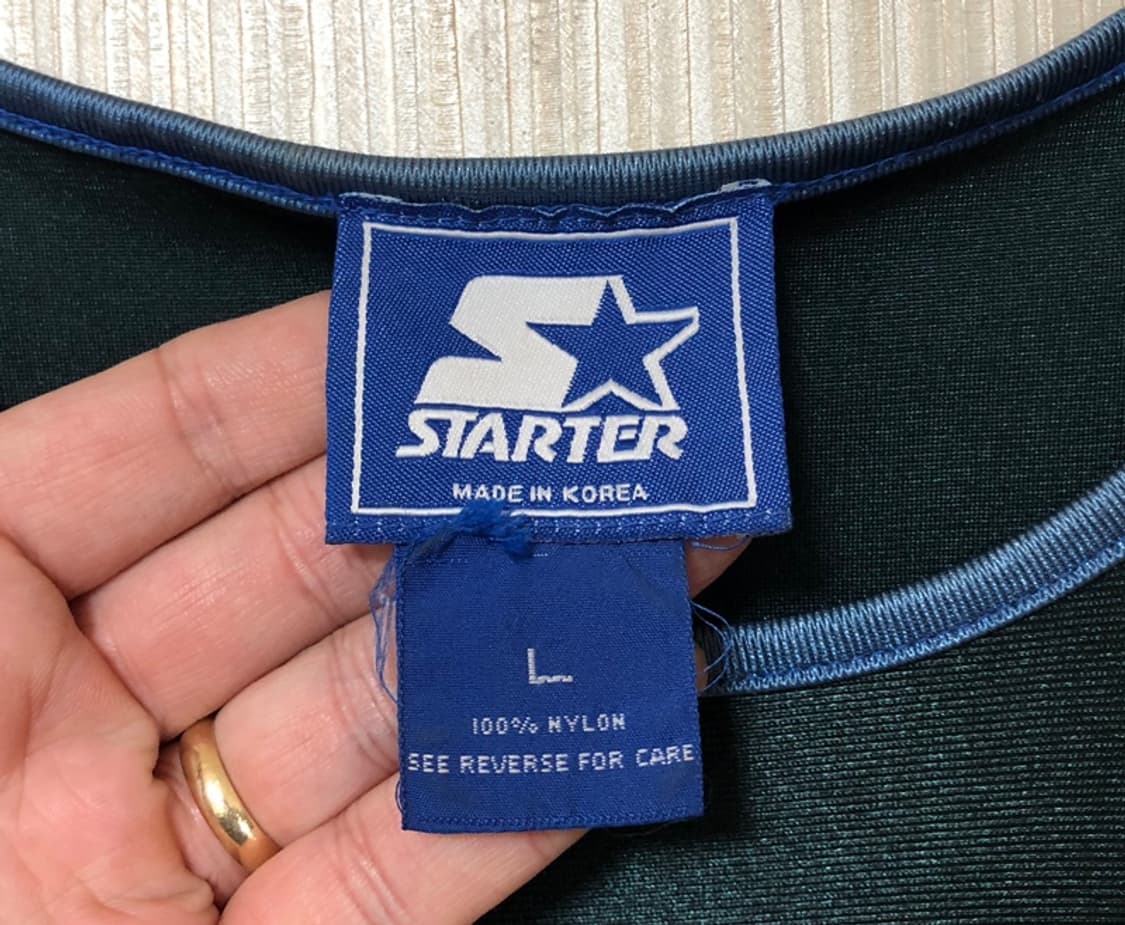 STARTER
MADE IN KOREA
L
100% NYLON
SEE REVERSE FOR CARE